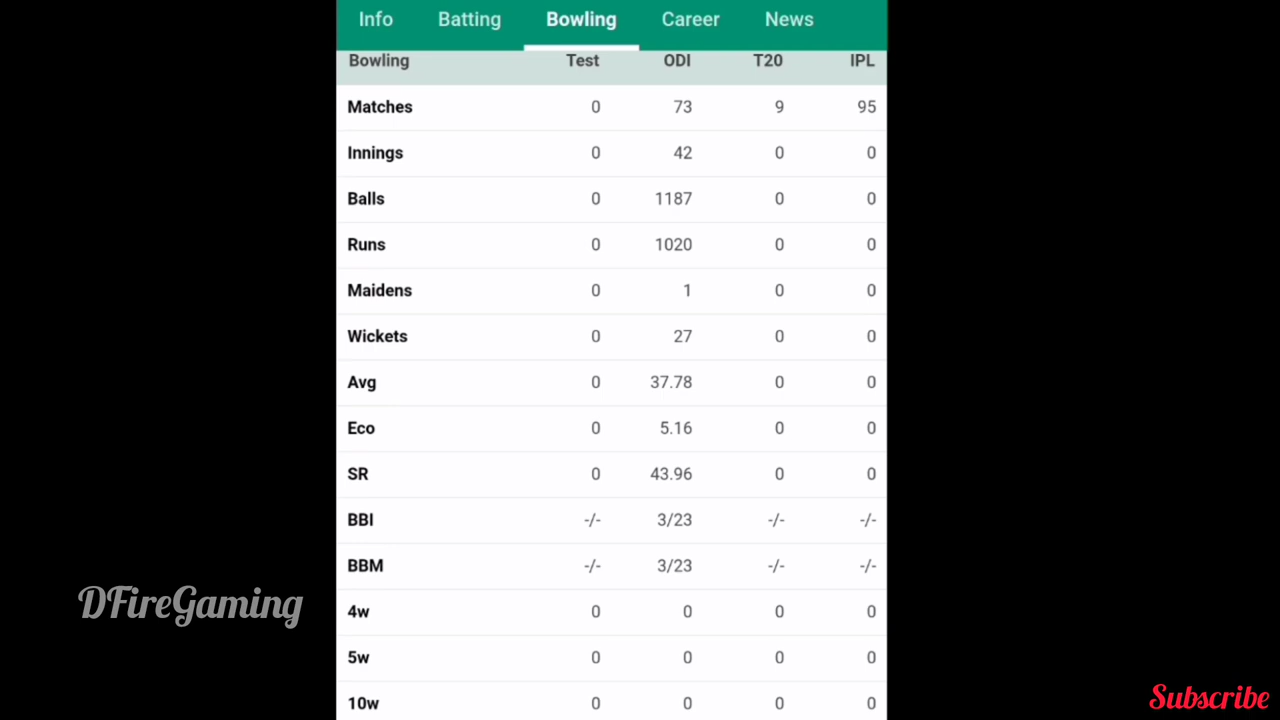 Info Batting Bowling Career News
Bowling Test ODI T20 IPL
Matches 0 73 9 95
Innings 0 42 0 0
Balls 0 1187 0 0
Runs 0 1020 0 0
Maidens 0 1 0 0
Wickets 0 27 0 0
Avg 0 37.78 0 0
Eco 0 5.16 0 0
SR 0 43.96 0 0
BBI -/- 3/23 -/- -/-
BBM -/- 3/23 -/- -/-
4w 0 0 0 0
5w 0 0 0 0
10w 0 0 0 0
DFireGaming
Subscribe